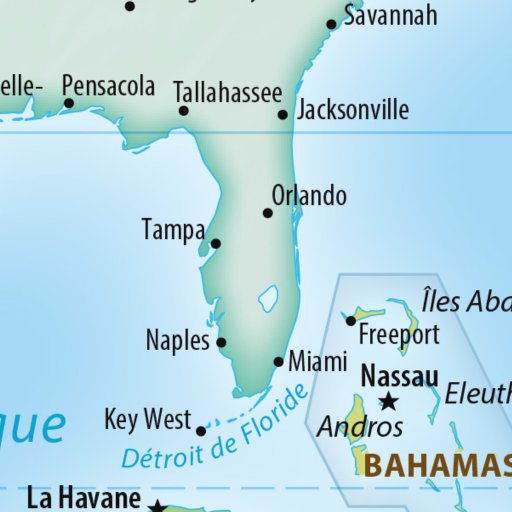 Savannah
elle-
Pensacola
Tallahassee
Jacksonville
Orlando
Tampa
Îles Aba
Freeport
Naples
Miami
Nassau
Eleuth
Key West
Andros
que
Détroit de Floride
BAHAMAS
La Havane